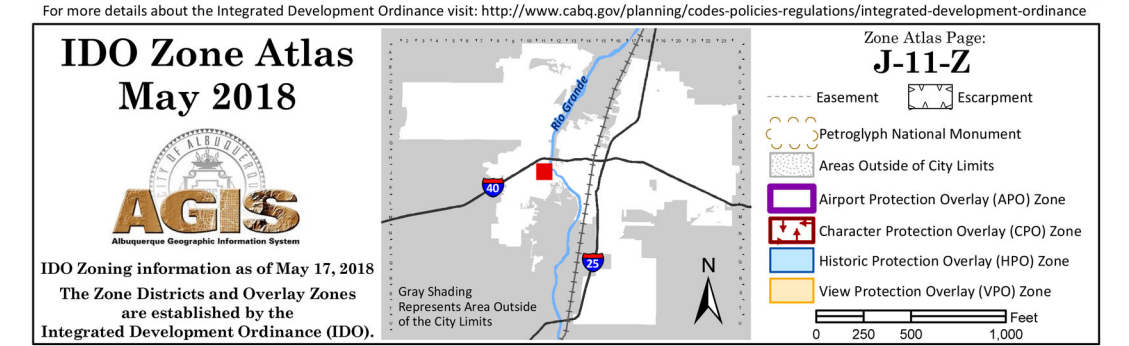 For more details about the Integrated Development Ordinance visit: http://www.cabq.gov/planning/codes-policies-regulations/integrated-development-ordinance
IDO Zone Atlas
May 2018
CITY OF ALBUQUERQUE
AGIS
Albuquerque Geographic Information System
IDO Zoning information as of May 17, 2018
The Zone Districts and Overlay Zones
are established by the
Integrated Development Ordinance (IDO).
Rio Grande
40
25
Gray Shading
Represents Area Outside
of the City Limits
N
Zone Atlas Page:
J-11-Z
Easement
Escarpment
Petroglyph National Monument
Areas Outside of City Limits
Airport Protection Overlay (APO) Zone
Character Protection Overlay (CPO) Zone
Historic Protection Overlay (HPO) Zone
View Protection Overlay (VPO) Zone
Feet
0 250 500 1,000